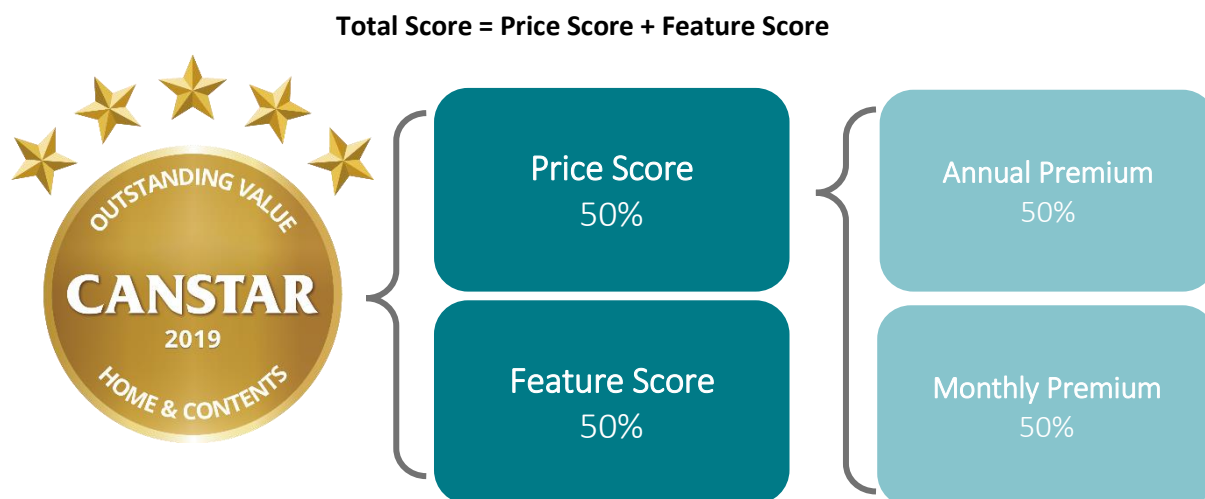 Total Score = Price Score + Feature Score
OUTSTANDING VALUE
CANSTAR
2019
HOME & CONTENTS
Price Score
50%
Feature Score
50%
Annual Premium
50%
Monthly Premium
50%